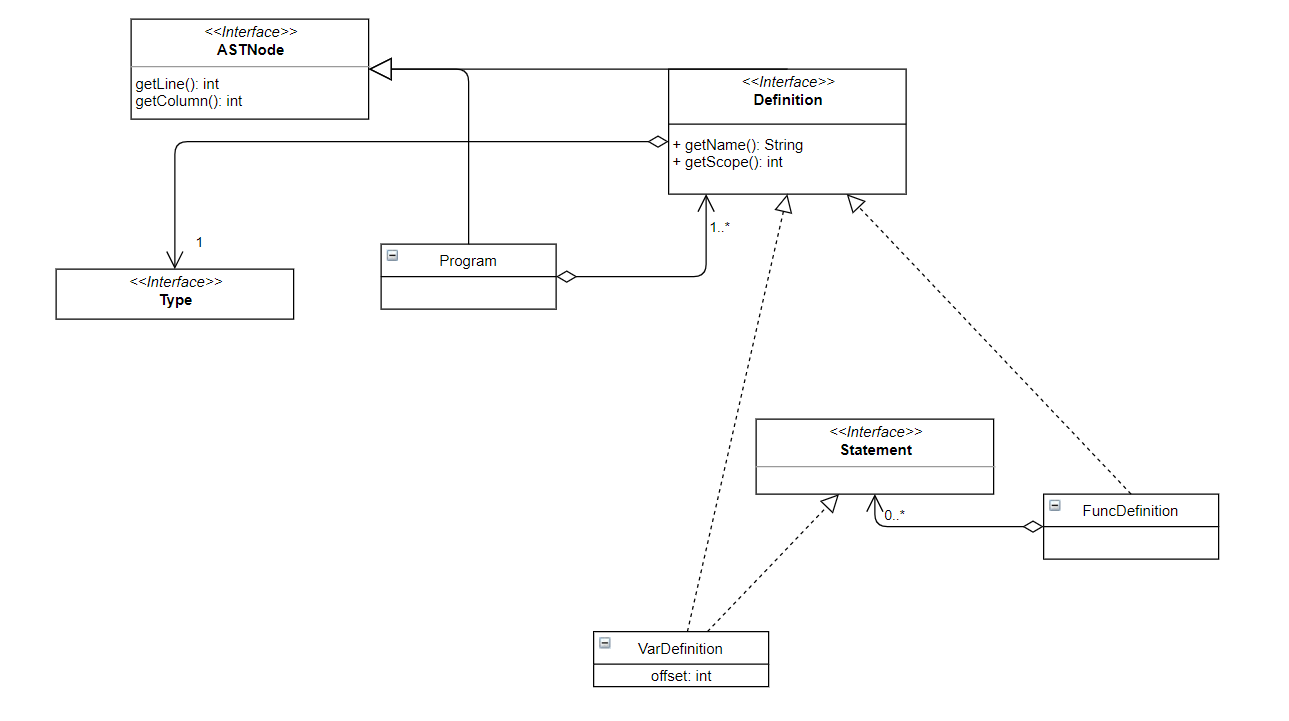 <<Interface>>
ASTNode
getLine(): int
getColumn(): int
<<Interface>>
Definition
+ getName(): String
+ getScope(): int
1
1..*
<<Interface>>
Type
Program
<<Interface>>
Statement
0..*
FuncDefinition
VarDefinition
offset: int